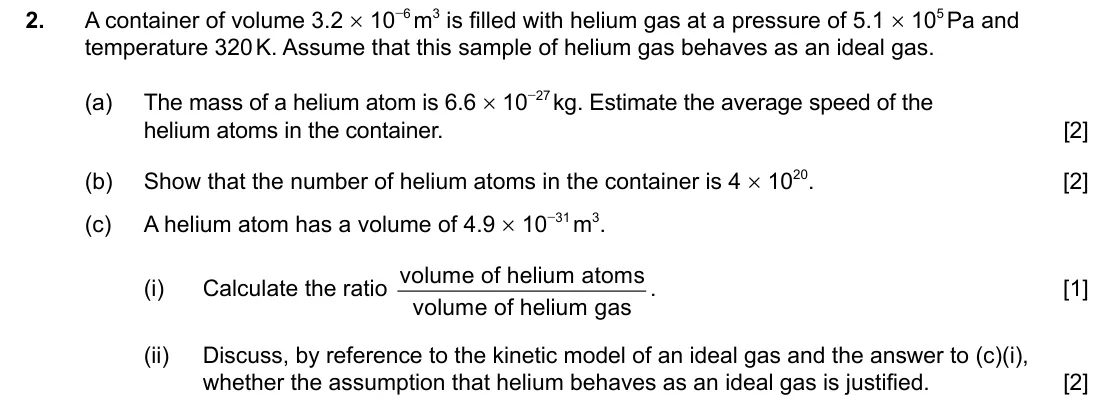 2. A container of volume 3.2 × 10⁻⁶ m³ is filled with helium gas at a pressure of 5.1 × 10⁵ Pa and
temperature 320 K. Assume that this sample of helium gas behaves as an ideal gas.
(a) The mass of a helium atom is 6.6 × 10⁻²⁷ kg. Estimate the average speed of the
helium atoms in the container. [2]
(b) Show that the number of helium atoms in the container is 4 × 10²⁰. [2]
(c) A helium atom has a volume of 4.9 × 10⁻³¹ m³.
(i) Calculate the ratio volume of helium atoms / volume of helium gas. [1]
(ii) Discuss, by reference to the kinetic model of an ideal gas and the answer to (c)(i),
whether the assumption that helium behaves as an ideal gas is justified. [2]